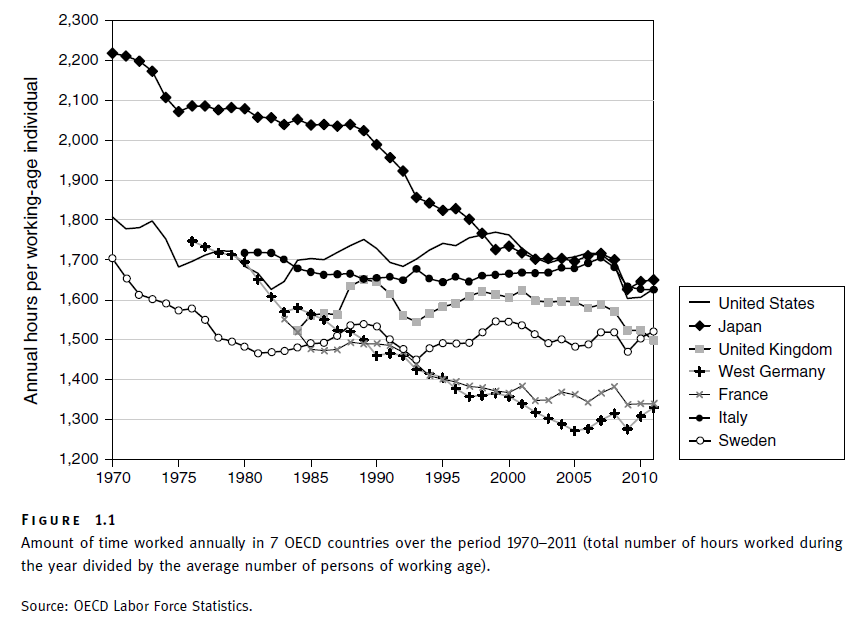 2,300
2,200
2,100
2,000
1,900
1,800
1,700
1,600
1,500
1,400
1,300
1,200
Annual hours per working-age individual
1970 1975 1980 1985 1990 1995 2000 2005 2010
United States
Japan
United Kingdom
West Germany
France
Italy
Sweden
FIGURE 1.1
Amount of time worked annually in 7 OECD countries over the period 1970–2011 (total number of hours worked during
the year divided by the average number of persons of working age).
Source: OECD Labor Force Statistics.